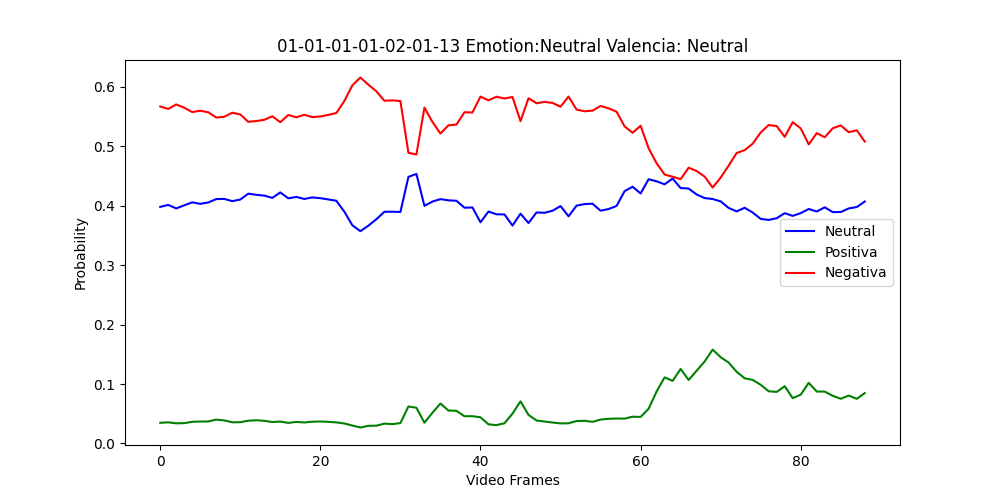 01-01-01-01-02-01-13 Emotion:Neutral Valencia: Neutral
Probability
0.6
0.5
0.4
0.3
0.2
0.1
0.0
Neutral
Positiva
Negativa
0 20 40 60 80
Video Frames